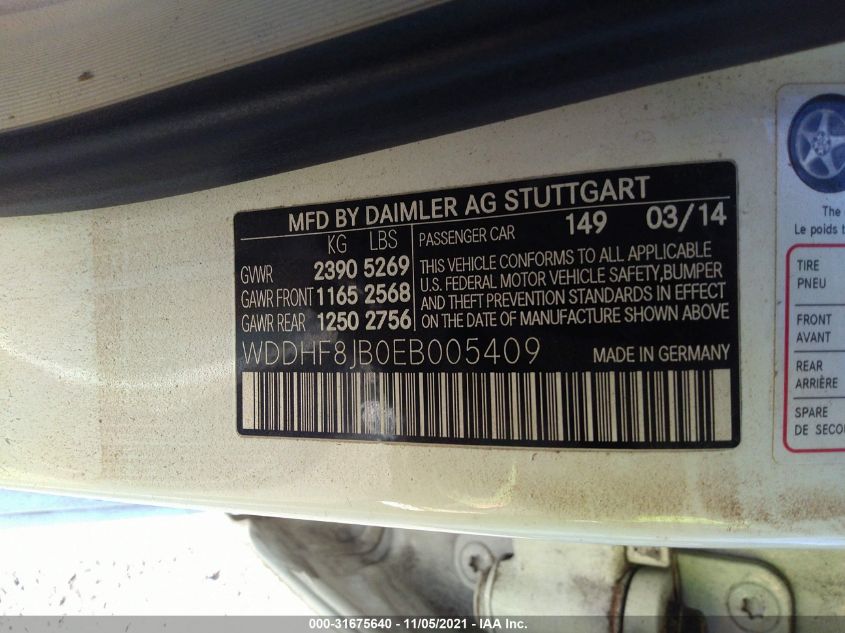 MFD BY DAIMLER AG STUTTGART
KG LBS
GVWR 2390 5269
GAWR FRONT 1165 2568
GAWR REAR 1250 2756
PASSENGER CAR 149 03/14
THIS VEHICLE CONFORMS TO ALL APPLICABLE
U.S. FEDERAL MOTOR VEHICLE SAFETY,BUMPER
AND THEFT PREVENTION STANDARDS IN EFFECT
ON THE DATE OF MANUFACTURE SHOWN ABOVE
WDDHF8JB0EB005409 MADE IN GERMANY
The
Le poids
TIRE
PNEU
FRONT
AVANT
REAR
ARRIÈRE
SPARE
DE
000-31675640 - 11/05/2021 - IAA Inc.